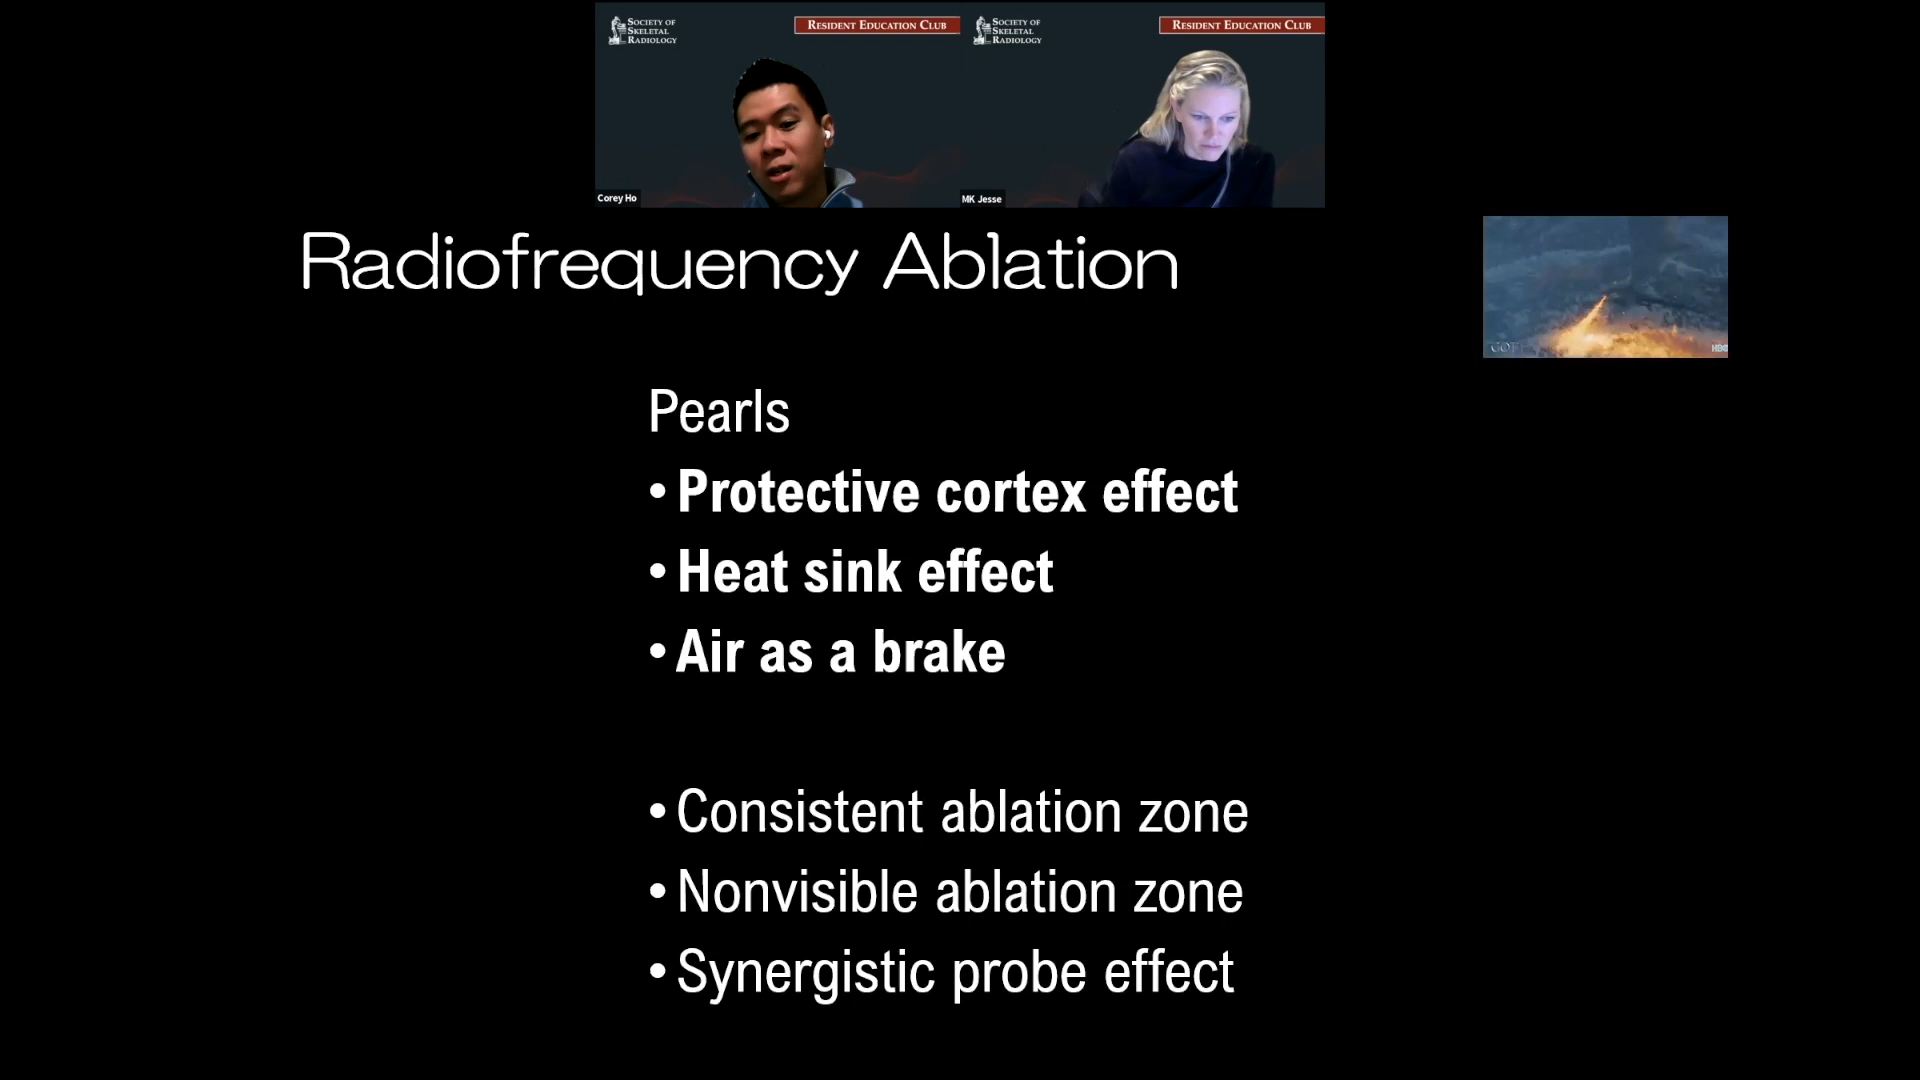 SOCIETY OF
SKELETAL
RADIOLOGY
RESIDENT EDUCATION CLUB
SOCIETY OF
SKELETAL
RADIOLOGY
RESIDENT EDUCATION CLUB
Corey Ho
MK Jesse
Radiofrequency Ablation
GOT
HBO
Pearls
• Protective cortex effect
• Heat sink effect
• Air as a brake
• Consistent ablation zone
• Nonvisible ablation zone
• Synergistic probe effect